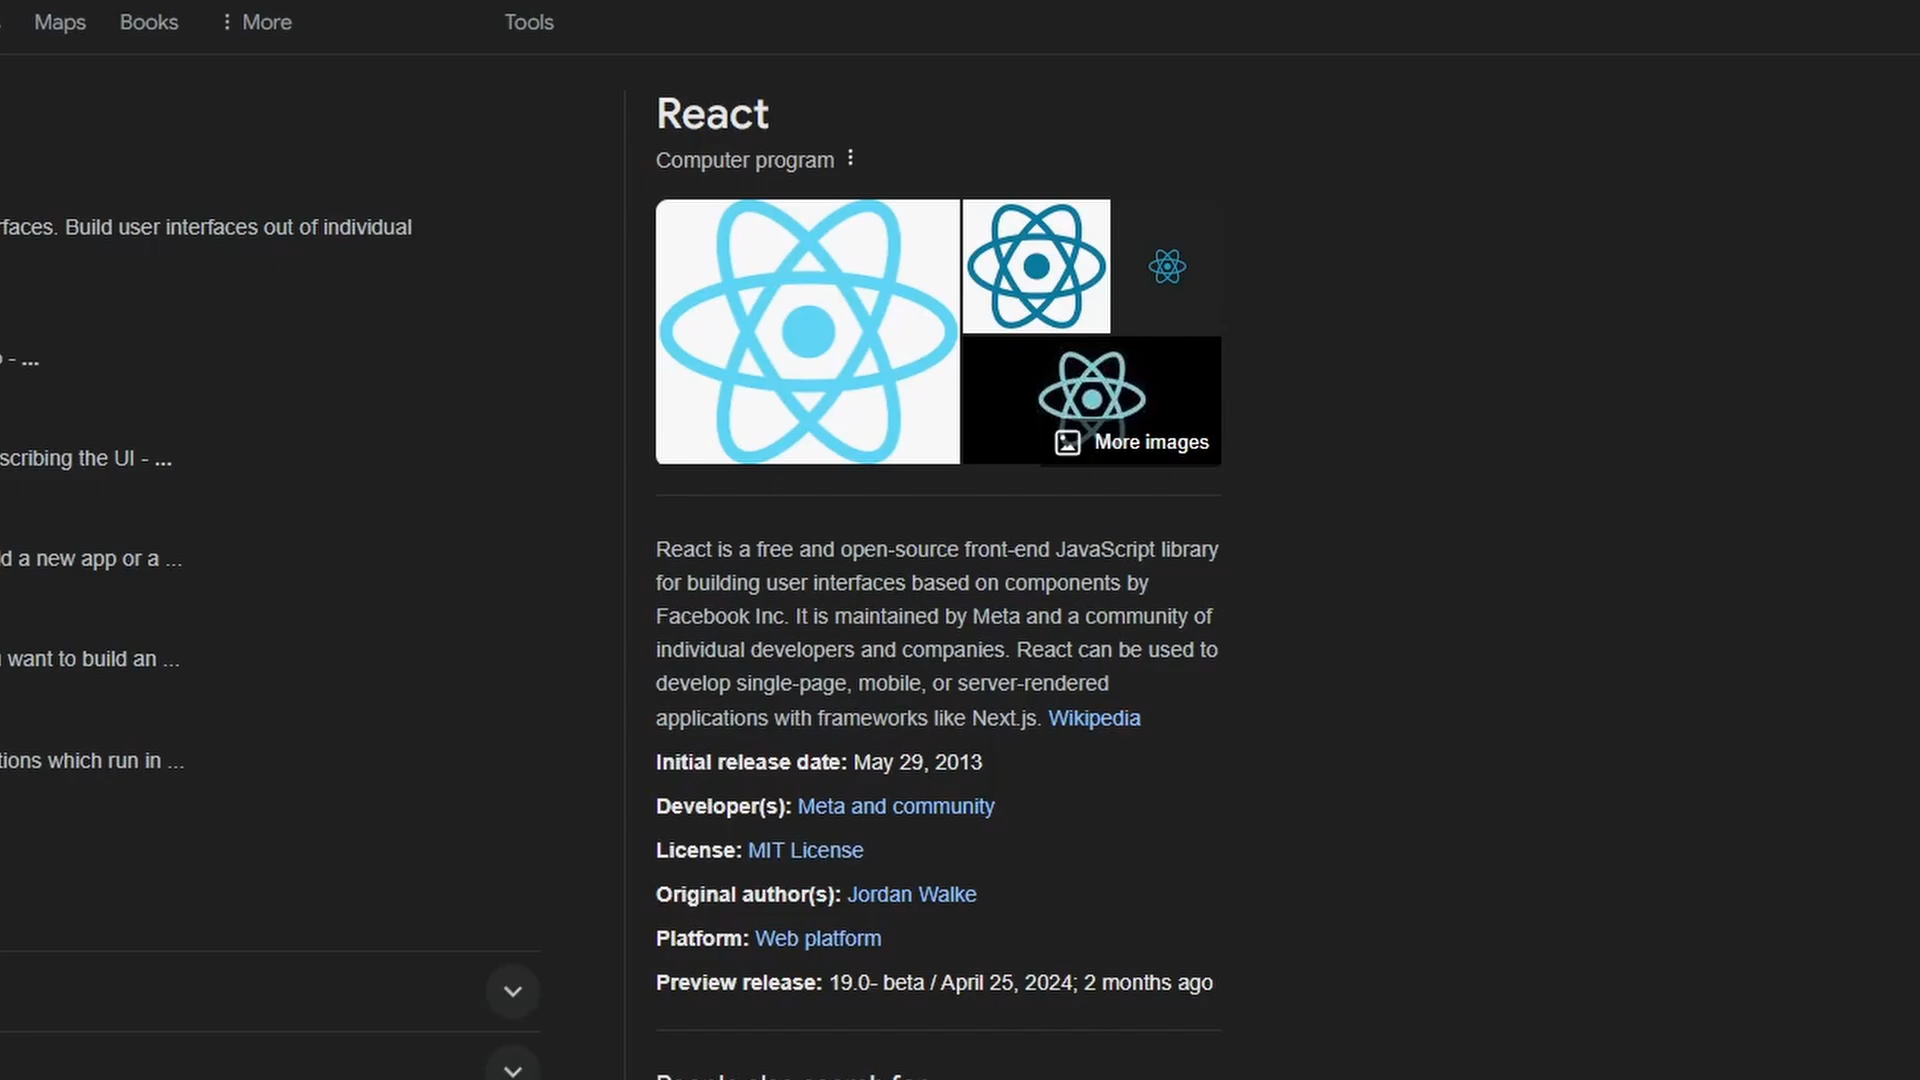 Maps Books More Tools
faces. Build user interfaces out of individual
- ...
scribing the UI - ...
d a new app or a ...
want to build an ...
tions which run in ...
React
Computer program
More images
React is a free and open-source front-end JavaScript library
for building user interfaces based on components by
Facebook Inc. It is maintained by Meta and a community of
individual developers and companies. React can be used to
develop single-page, mobile, or server-rendered
applications with frameworks like Next.js. Wikipedia
Initial release date: May 29, 2013
Developer(s): Meta and community
License: MIT License
Original author(s): Jordan Walke
Platform: Web platform
Preview release: 19.0- beta / April 25, 2024; 2 months ago